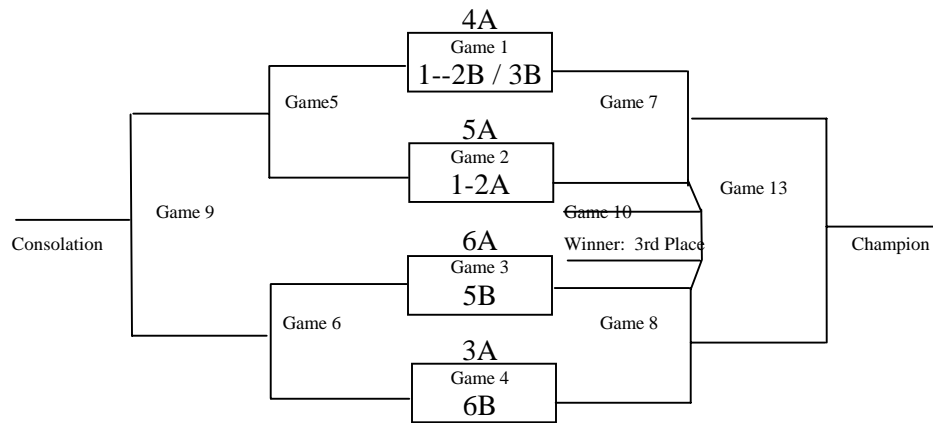 4A
Game 1
1--2B / 3B
Game5
Game 7
5A
Game 2
1-2A
Game 13
Game 9
Game 10
Consolation
Winner: 3rd Place
Champion
6A
Game 3
5B
Game 6
Game 8
3A
Game 4
6B